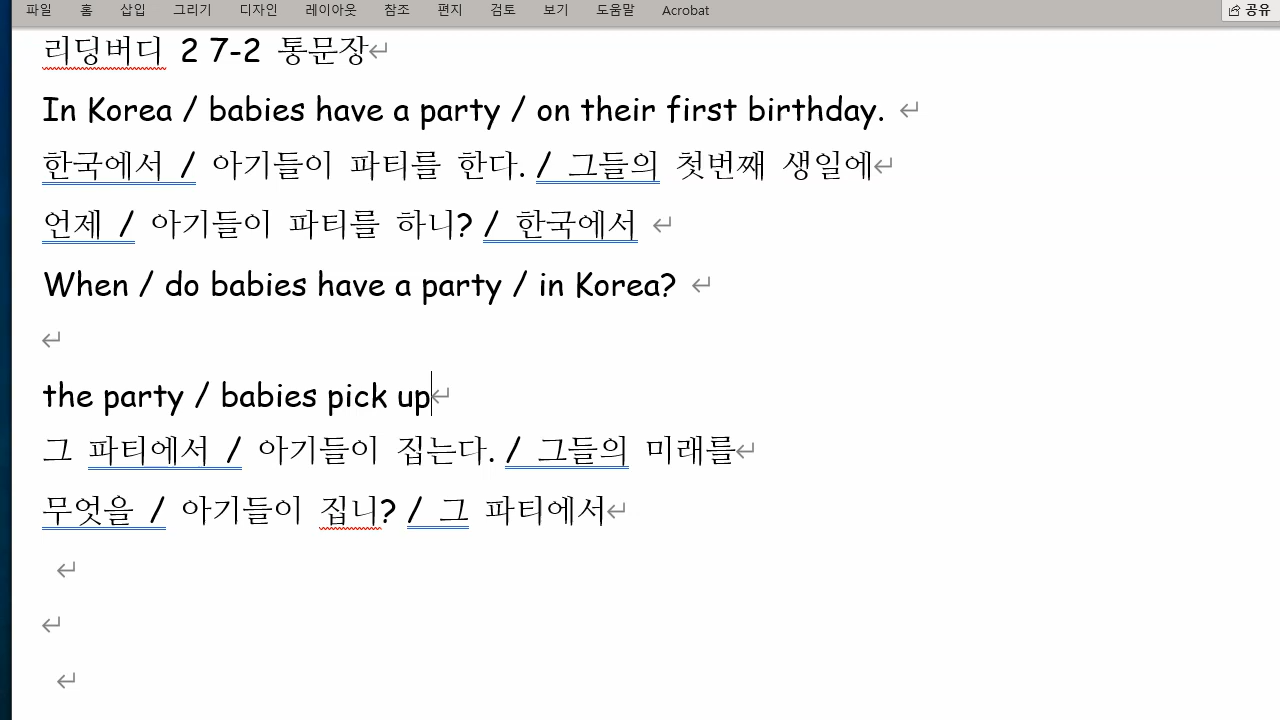 파일 홈 삽입 그리기 디자인 레이아웃 참조 편지 검토 보기 도움말 Acrobat 공유
리딩버디 2 7-2 통문장
In Korea / babies have a party / on their first birthday.
한국에서 / 아기들이 파티를 한다. / 그들의 첫번째 생일에
언제 / 아기들이 파티를 하니? / 한국에서
When / do babies have a party / in Korea?
the party / babies pick up
그 파티에서 / 아기들이 집는다. / 그들의 미래를
무엇을 / 아기들이 집니? / 그 파티에서